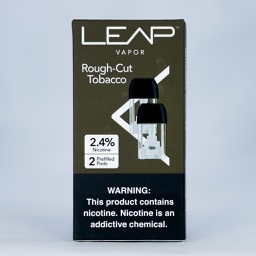 LEAP
VAPOR
Rough-Cut
Tobacco
2.4%
Nicotine
2 Prefilled
Pods
WARNING:
This product contains
nicotine. Nicotine is an
addictive chemical.